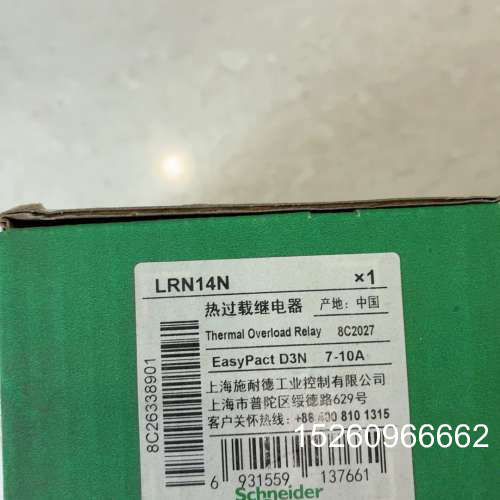 LRN14N ×1
热过载继电器 产地: 中国
Thermal Overload Relay 8C2027
EasyPact D3N 7-10A
上海施耐德工业控制有限公司
上海市普陀区绥德路629号
客户关怀热线: +86 400 810 1315
8C26338901
15260966662
6 931559 137661
Schneider